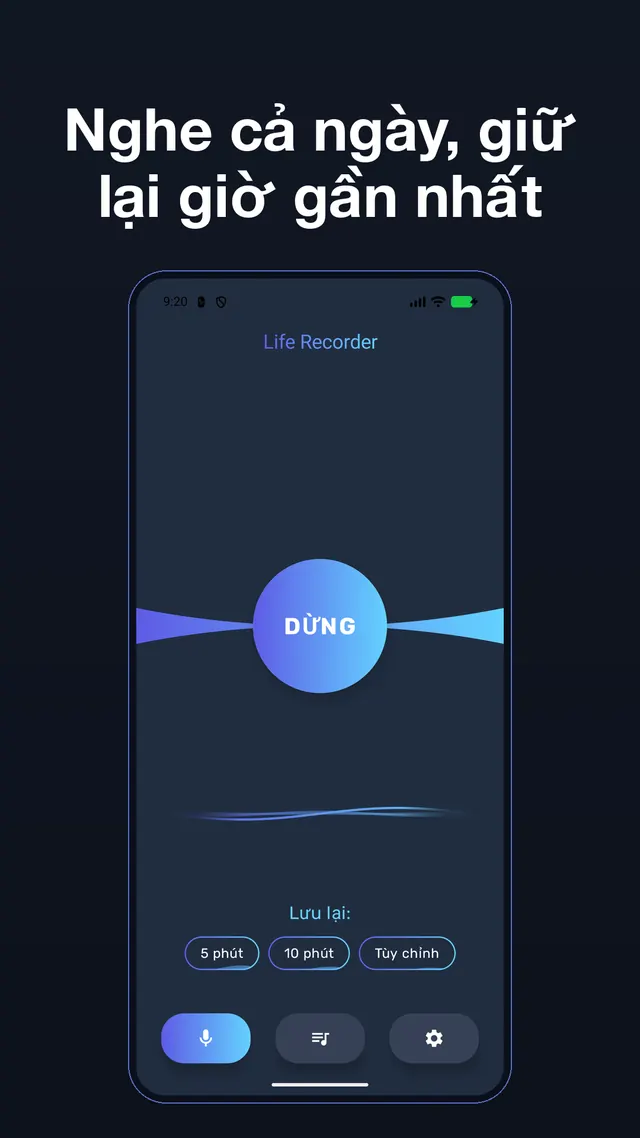 Nghe cả ngày, giữ
lại giờ gần nhất
9:20
Life Recorder
DỪNG
Lưu lại:
5 phút
10 phút
Tùy chỉnh